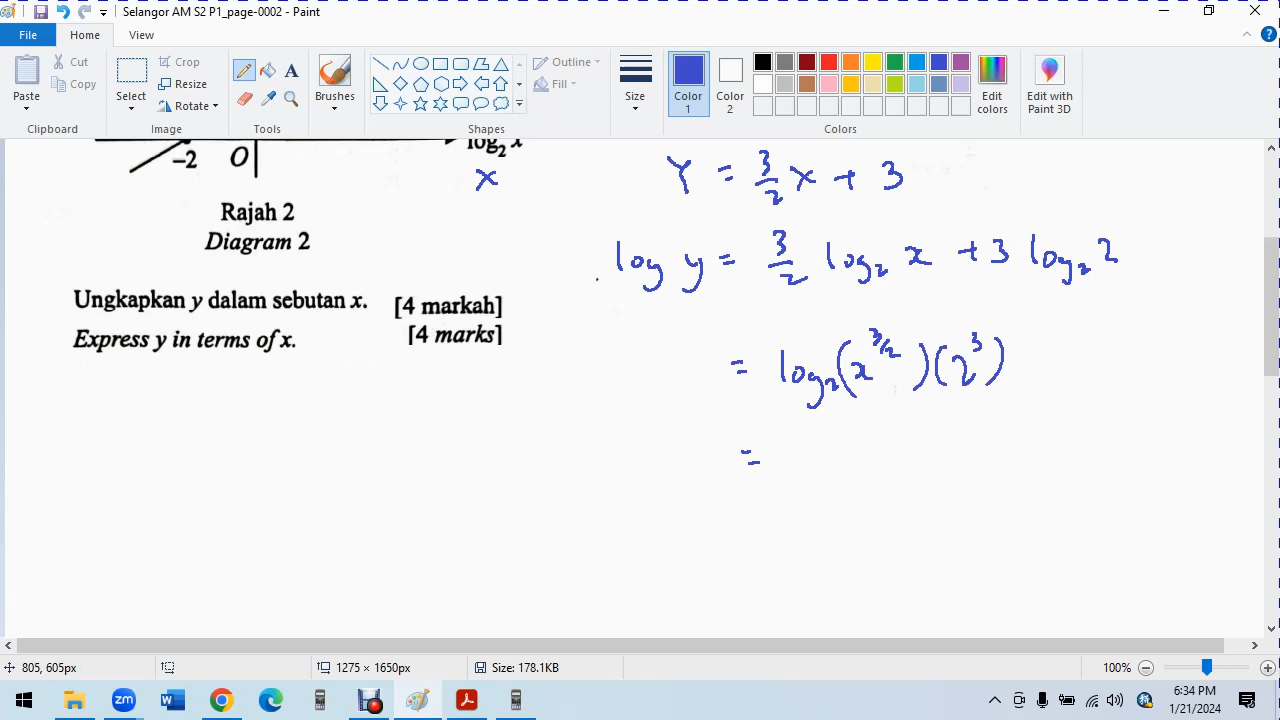 Selangor AM S2 P1_page-0002 - Paint
File Home View
Cut
Copy
Paste
Clipboard
Crop
Resize
Rotate
Select
Image
A
Tools
Brushes
Outline
Fill
Shapes
Size
Color 1
Color 2
Colors
Edit colors
Edit with Paint 3D
log₂ x
-2 O
x
Rajah 2
Diagram 2
Ungkapkan y dalam sebutan x. [4 markah]
Express y in terms of x. [4 marks]
Y = 3/2 X + 3
log y = 3/2 log₂ x + 3 log₂ 2
= log₂ (x^3/2) (2^3)
=
805, 605px
1275 × 1650px
Size: 178.1KB
100%
zm
W
6:34 PM
1/21/2024